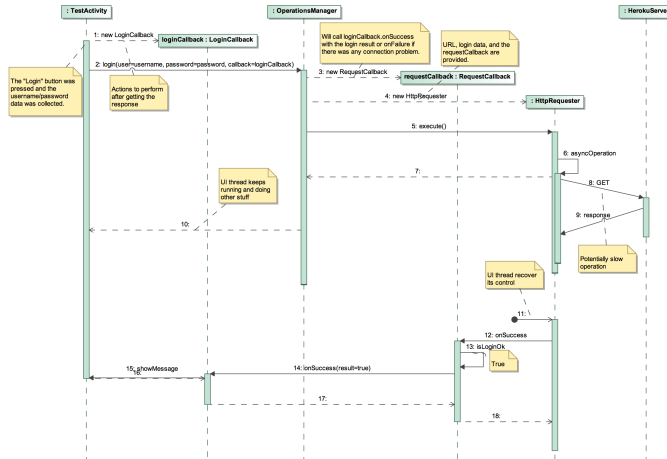 : TestActivity
: OperationsManager
: HerokuServe
1: new LoginCallback
loginCallback : LoginCallback
Will call loginCallback.onSuccess
with the login result or onFailure if
there was any connection problem.
URL, login data, and the
requestCallback are
provided.
2: login(user=username, password=password, callback=loginCallback)
3: new RequestCallback
requestCallback : RequestCallback
The "Login" button was
pressed and the
username/password
data was collected.
Actions to perform
after getting the
response
4: new HttpRequester
: HttpRequester
5: execute()
6: asyncOperation
7:
8: GET
UI thread keeps
running and doing
other stuff
9: response
10:
Potentially slow
operation
UI thread recover
its control
11:
12: onSuccess
13: isLoginOk
True
14: onSuccess(result=true)
15: showMessage
16:
17:
18: